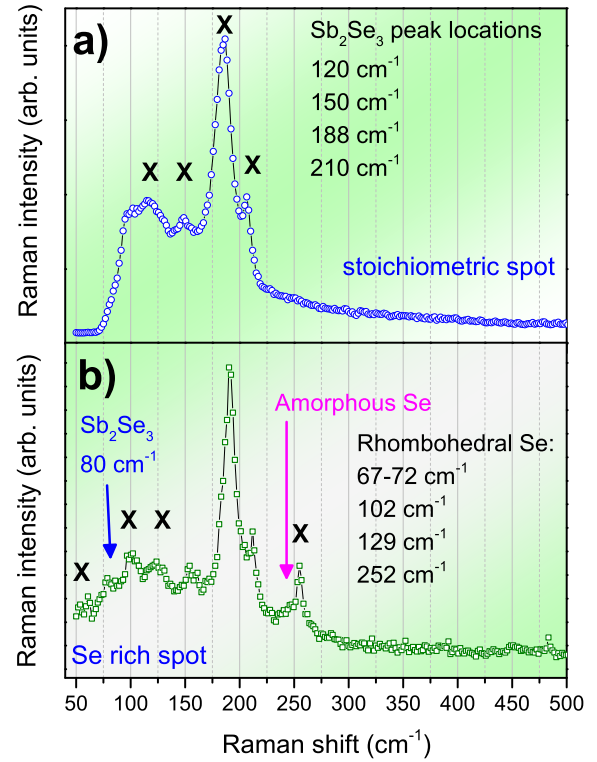 Raman intensity (arb. units)
a)
X
X X X
Sb₂Se₃ peak locations
120 cm⁻¹
150 cm⁻¹
188 cm⁻¹
210 cm⁻¹
stoichiometric spot
Raman intensity (arb. units)
b)
Sb₂Se₃
80 cm⁻¹
Amorphous Se
Rhombohedral Se:
67-72 cm⁻¹
102 cm⁻¹
129 cm⁻¹
252 cm⁻¹
X X X X
Se rich spot
50 100 150 200 250 300 350 400 450 500
Raman shift (cm⁻¹)